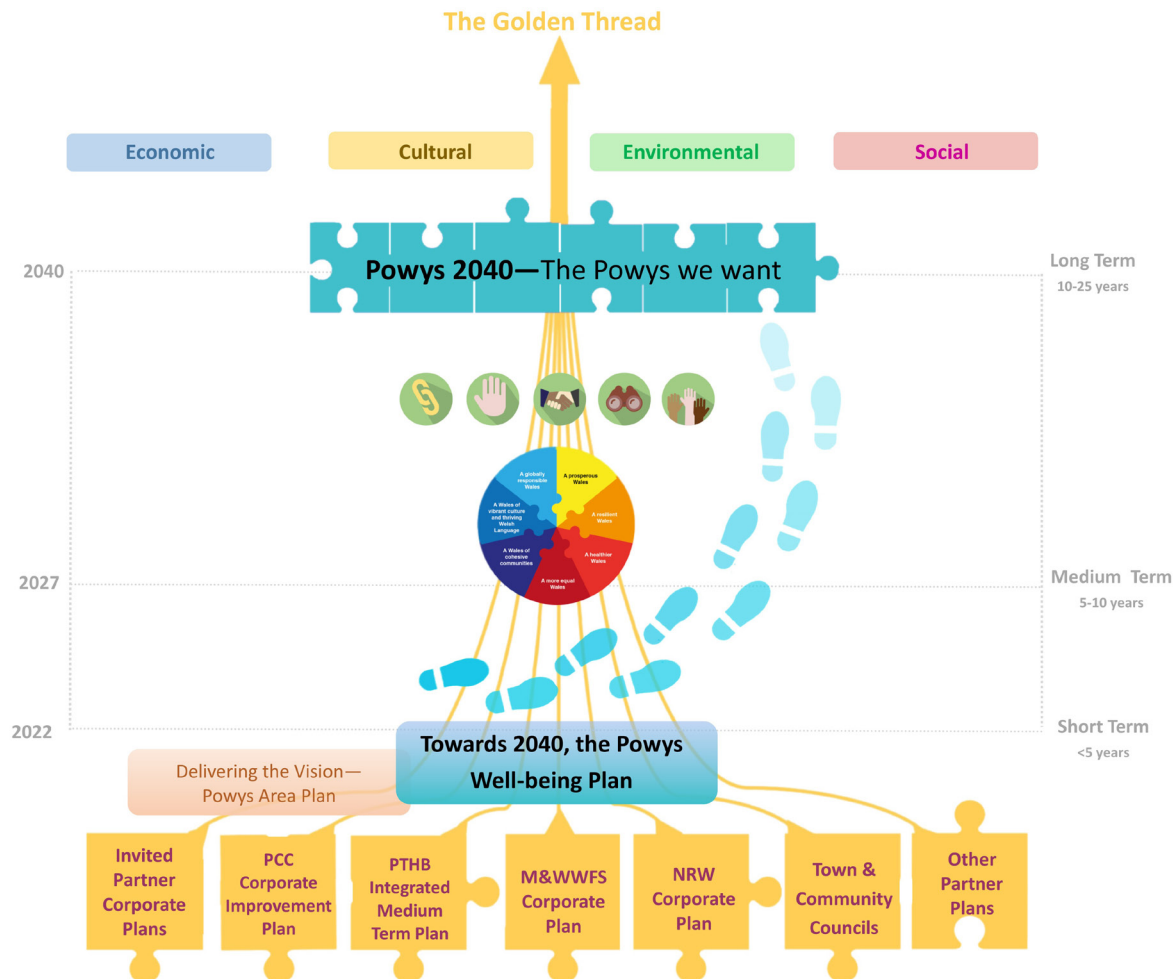 The Golden Thread
Economic
Cultural
Environmental
Social
2040
Powys 2040—The Powys we want
Long Term
10-25 years
A globally
responsible
Wales
A prosperous
Wales
A Wales of
vibrant culture
and thriving
Welsh
Language
A resilient
Wales
A Wales of
cohesive
communities
A healthier
Wales
A more equal
Wales
2027
Medium Term
5-10 years
2022
Short Term
<5 years
Towards 2040, the Powys
Well-being Plan
Delivering the Vision—
Powys Area Plan
Invited
Partner
Corporate
Plans
PCC
Corporate
Improvement
Plan
PTHB
Integrated
Medium
Term Plan
M&WWFS
Corporate
Plan
NRW
Corporate
Plan
Town &
Community
Councils
Other
Partner
Plans